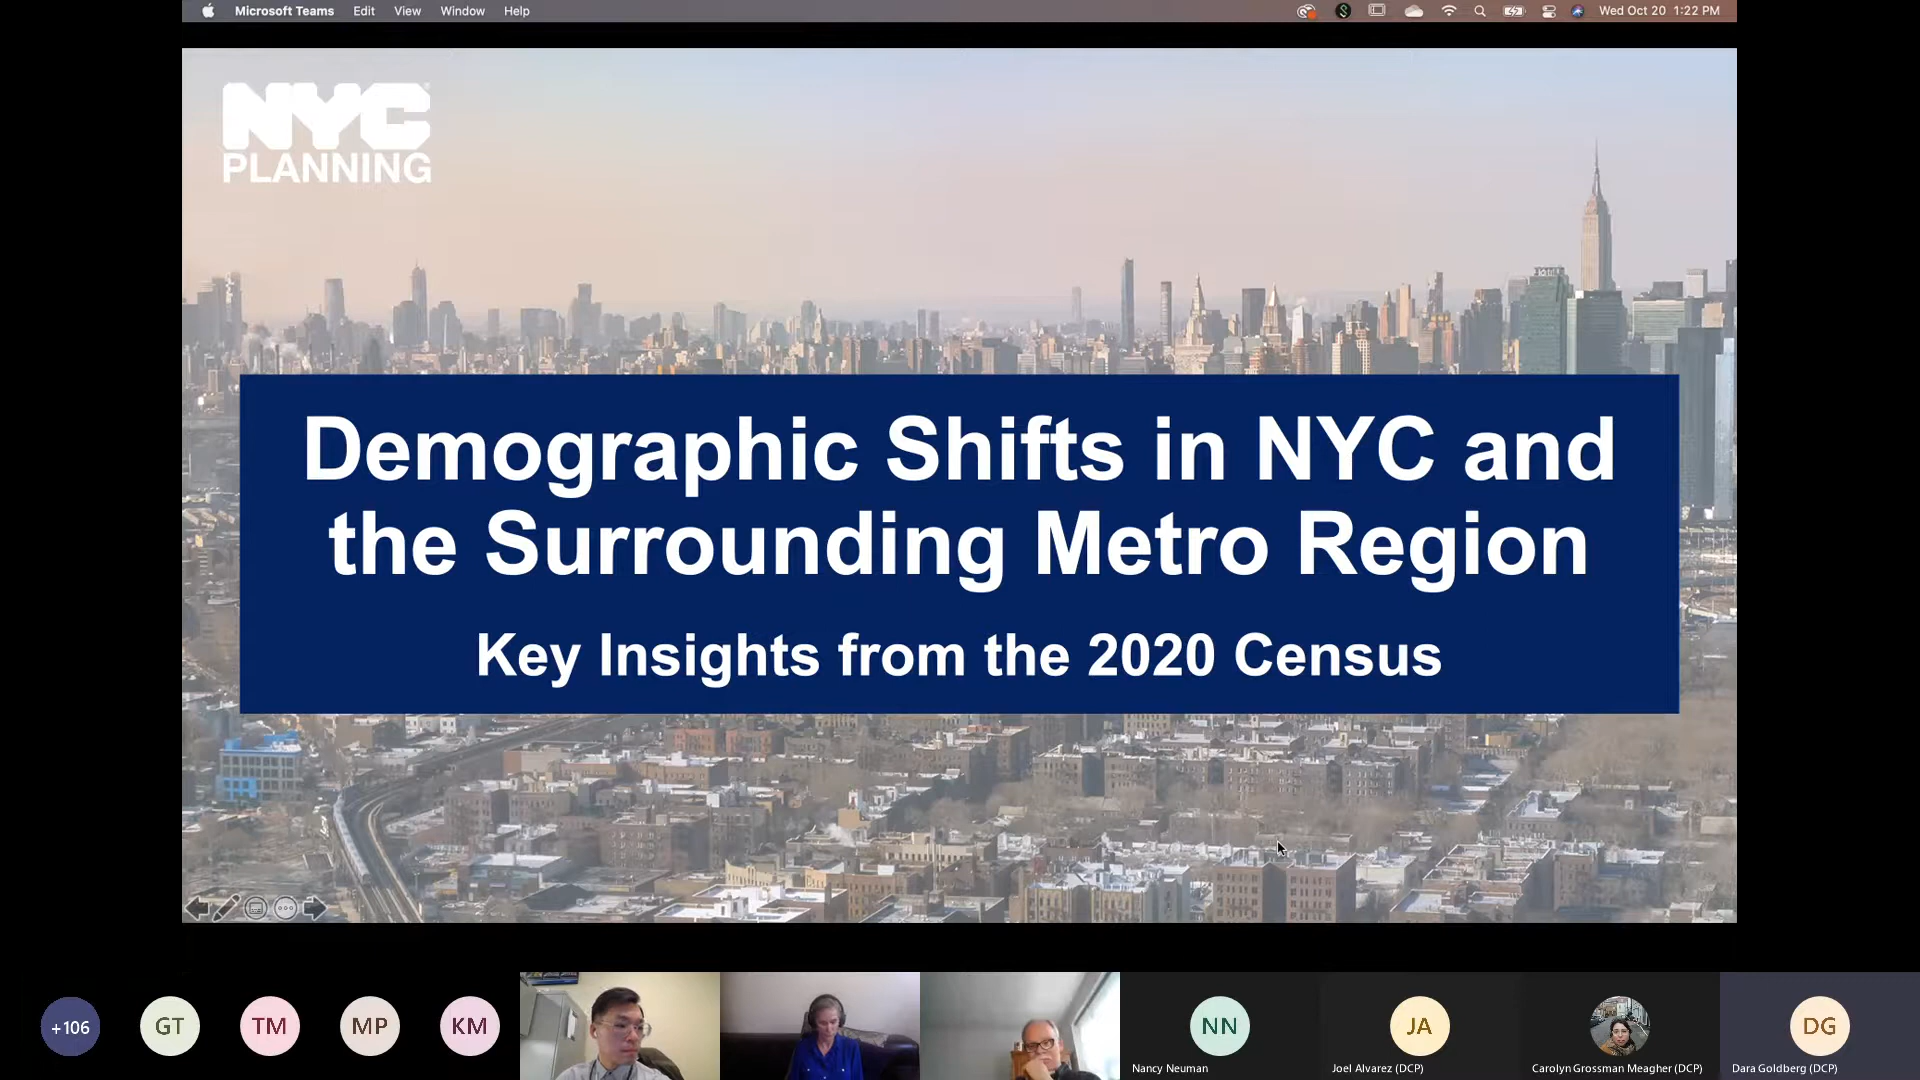 Microsoft Teams Edit View Window Help
Wed Oct 20 1:22 PM
NYC
PLANNING
Demographic Shifts in NYC and
the Surrounding Metro Region
Key Insights from the 2020 Census
+106
GT
TM
MP
KM
NN
Nancy Neuman
JA
Joel Alvarez (DCP)
Carolyn Grossman Meagher (DCP)
DG
Dara Goldberg (DCP)